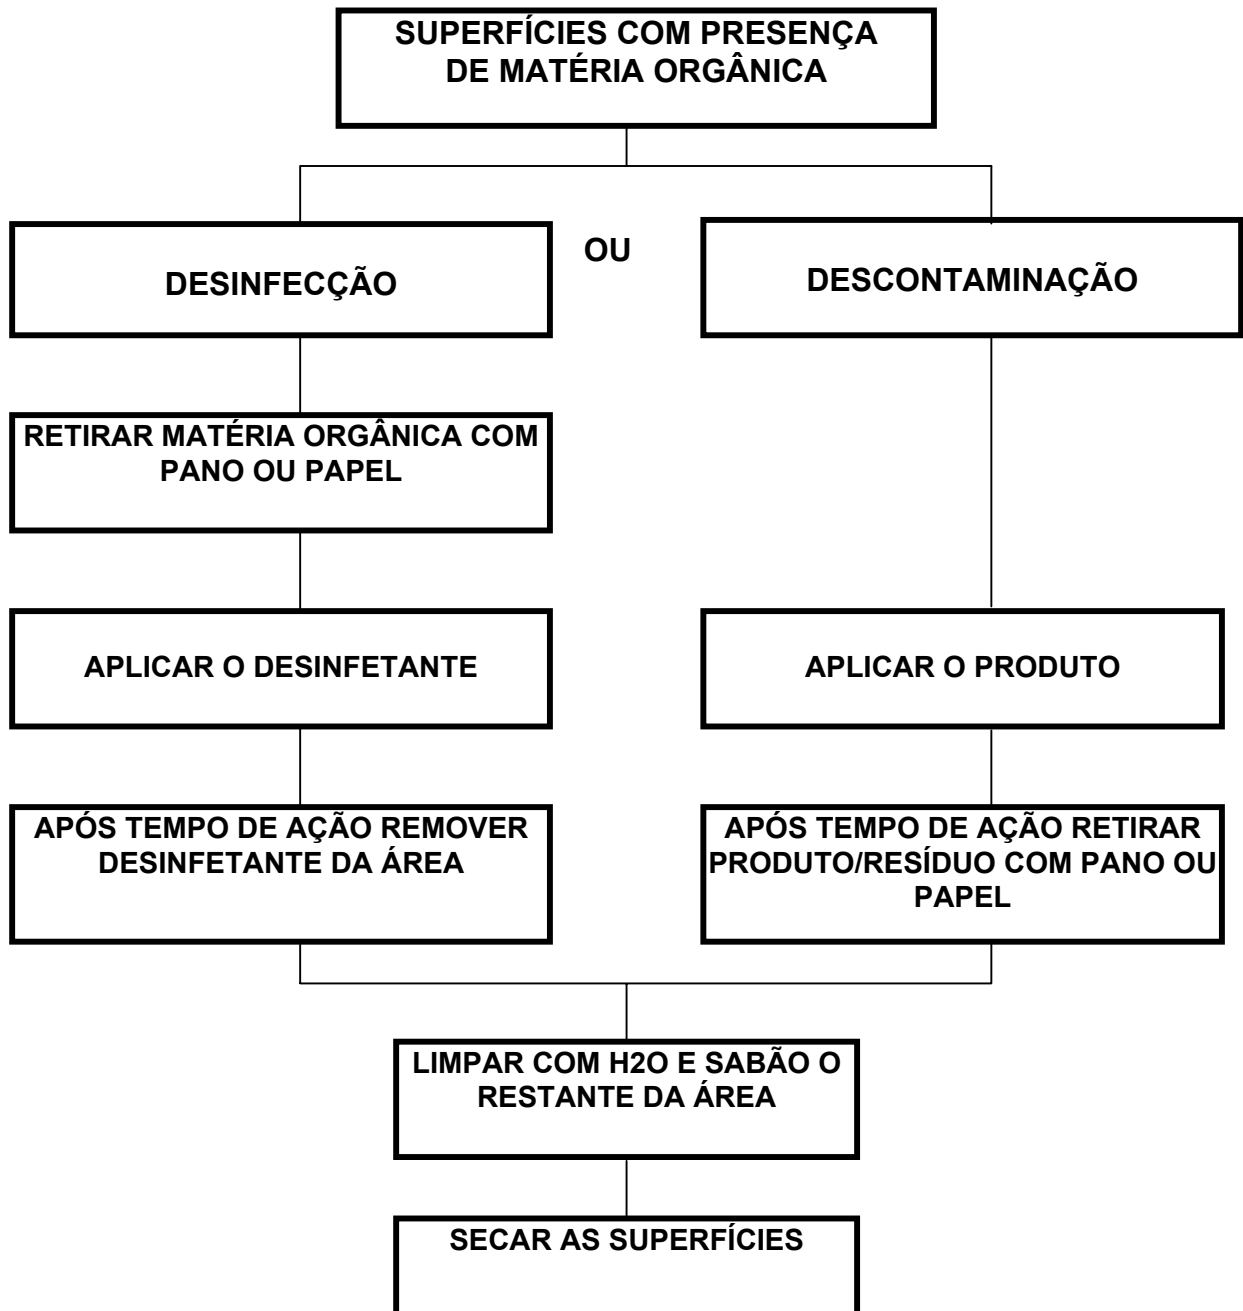 SUPERFÍCIES COM PRESENÇA
DE MATÉRIA ORGÂNICA
DESINFECÇÃO
OU
DESCONTAMINAÇÃO
RETIRAR MATÉRIA ORGÂNICA COM
PANO OU PAPEL
APLICAR O DESINFETANTE
APLICAR O PRODUTO
APÓS TEMPO DE AÇÃO REMOVER
DESINFETANTE DA ÁREA
APÓS TEMPO DE AÇÃO RETIRAR
PRODUTO/RESÍDUO COM PANO OU
PAPEL
LIMPAR COM H2O E SABÃO O
RESTANTE DA ÁREA
SECAR AS SUPERFÍCIES